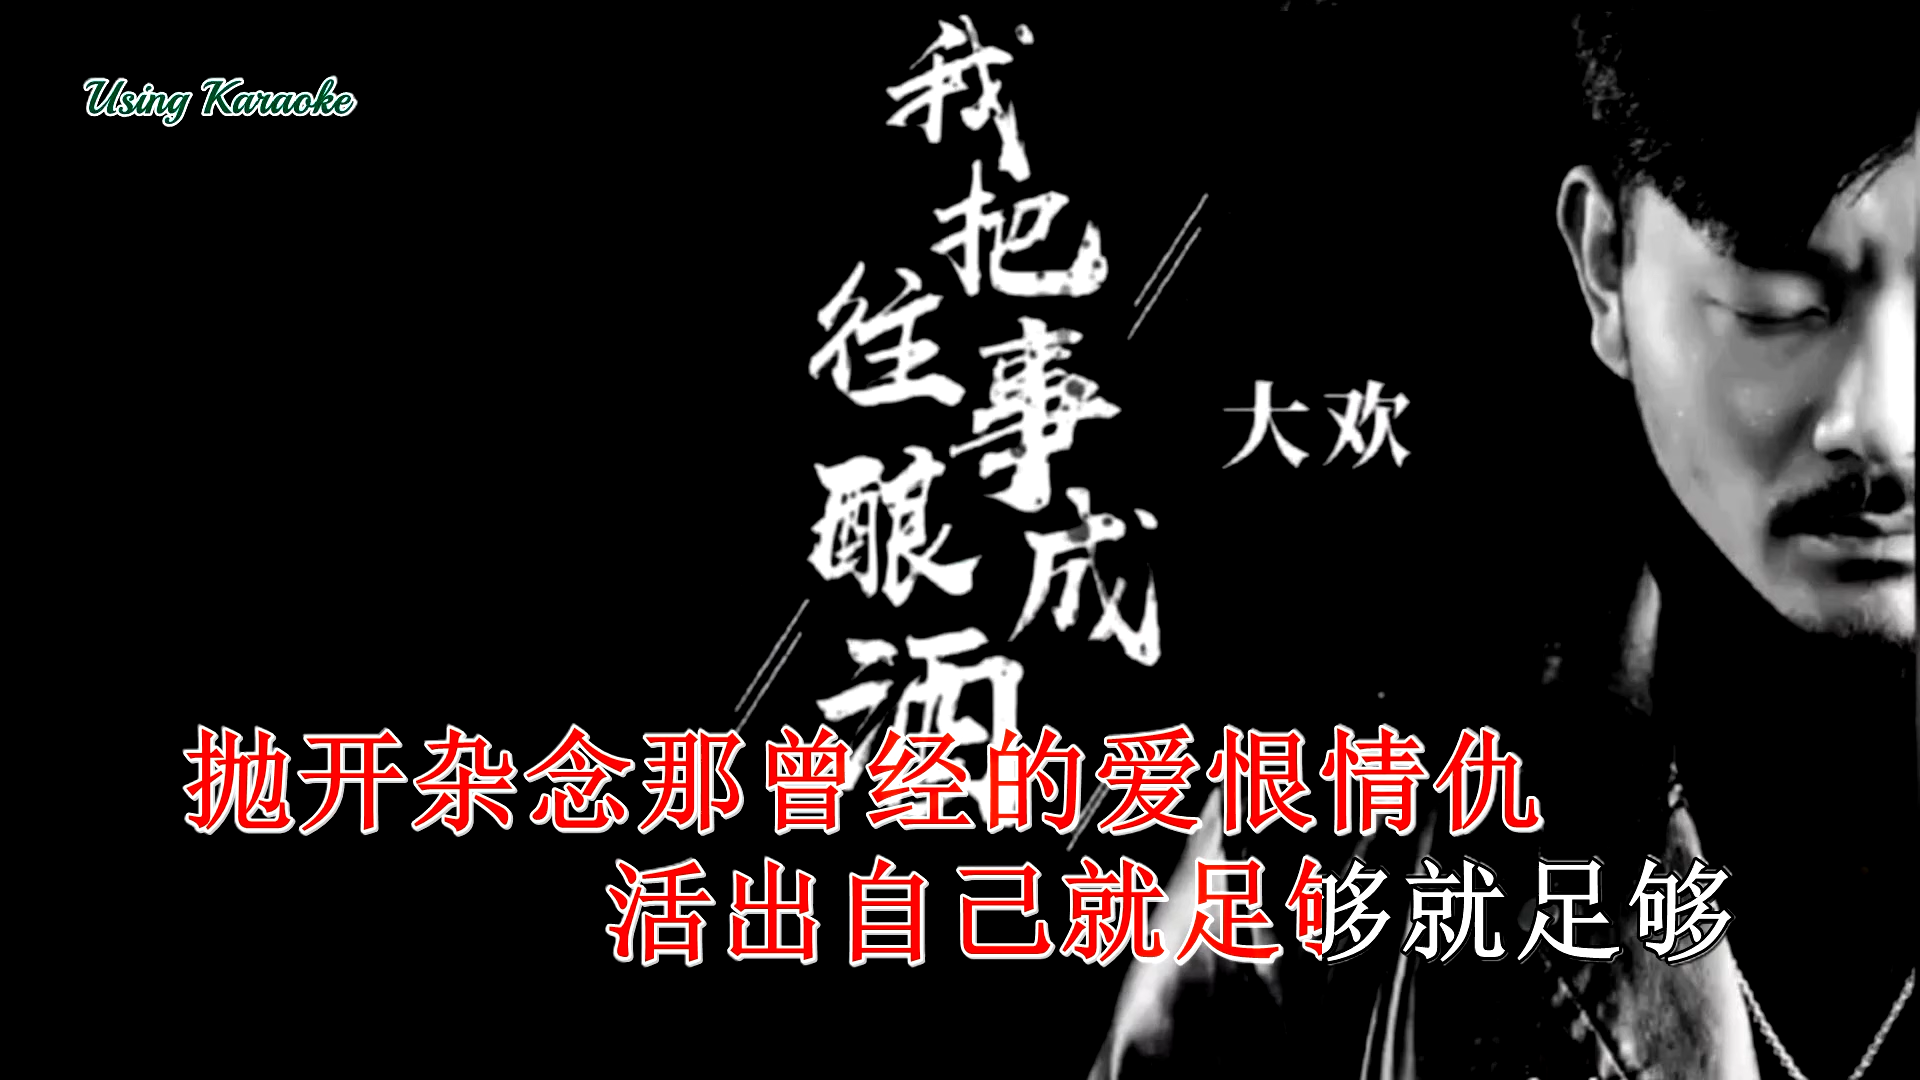 Using Karaoke
我把
往事
酿成
酒
大欢
抛开杂念那曾经的爱恨情仇
活出自己就足够就足够